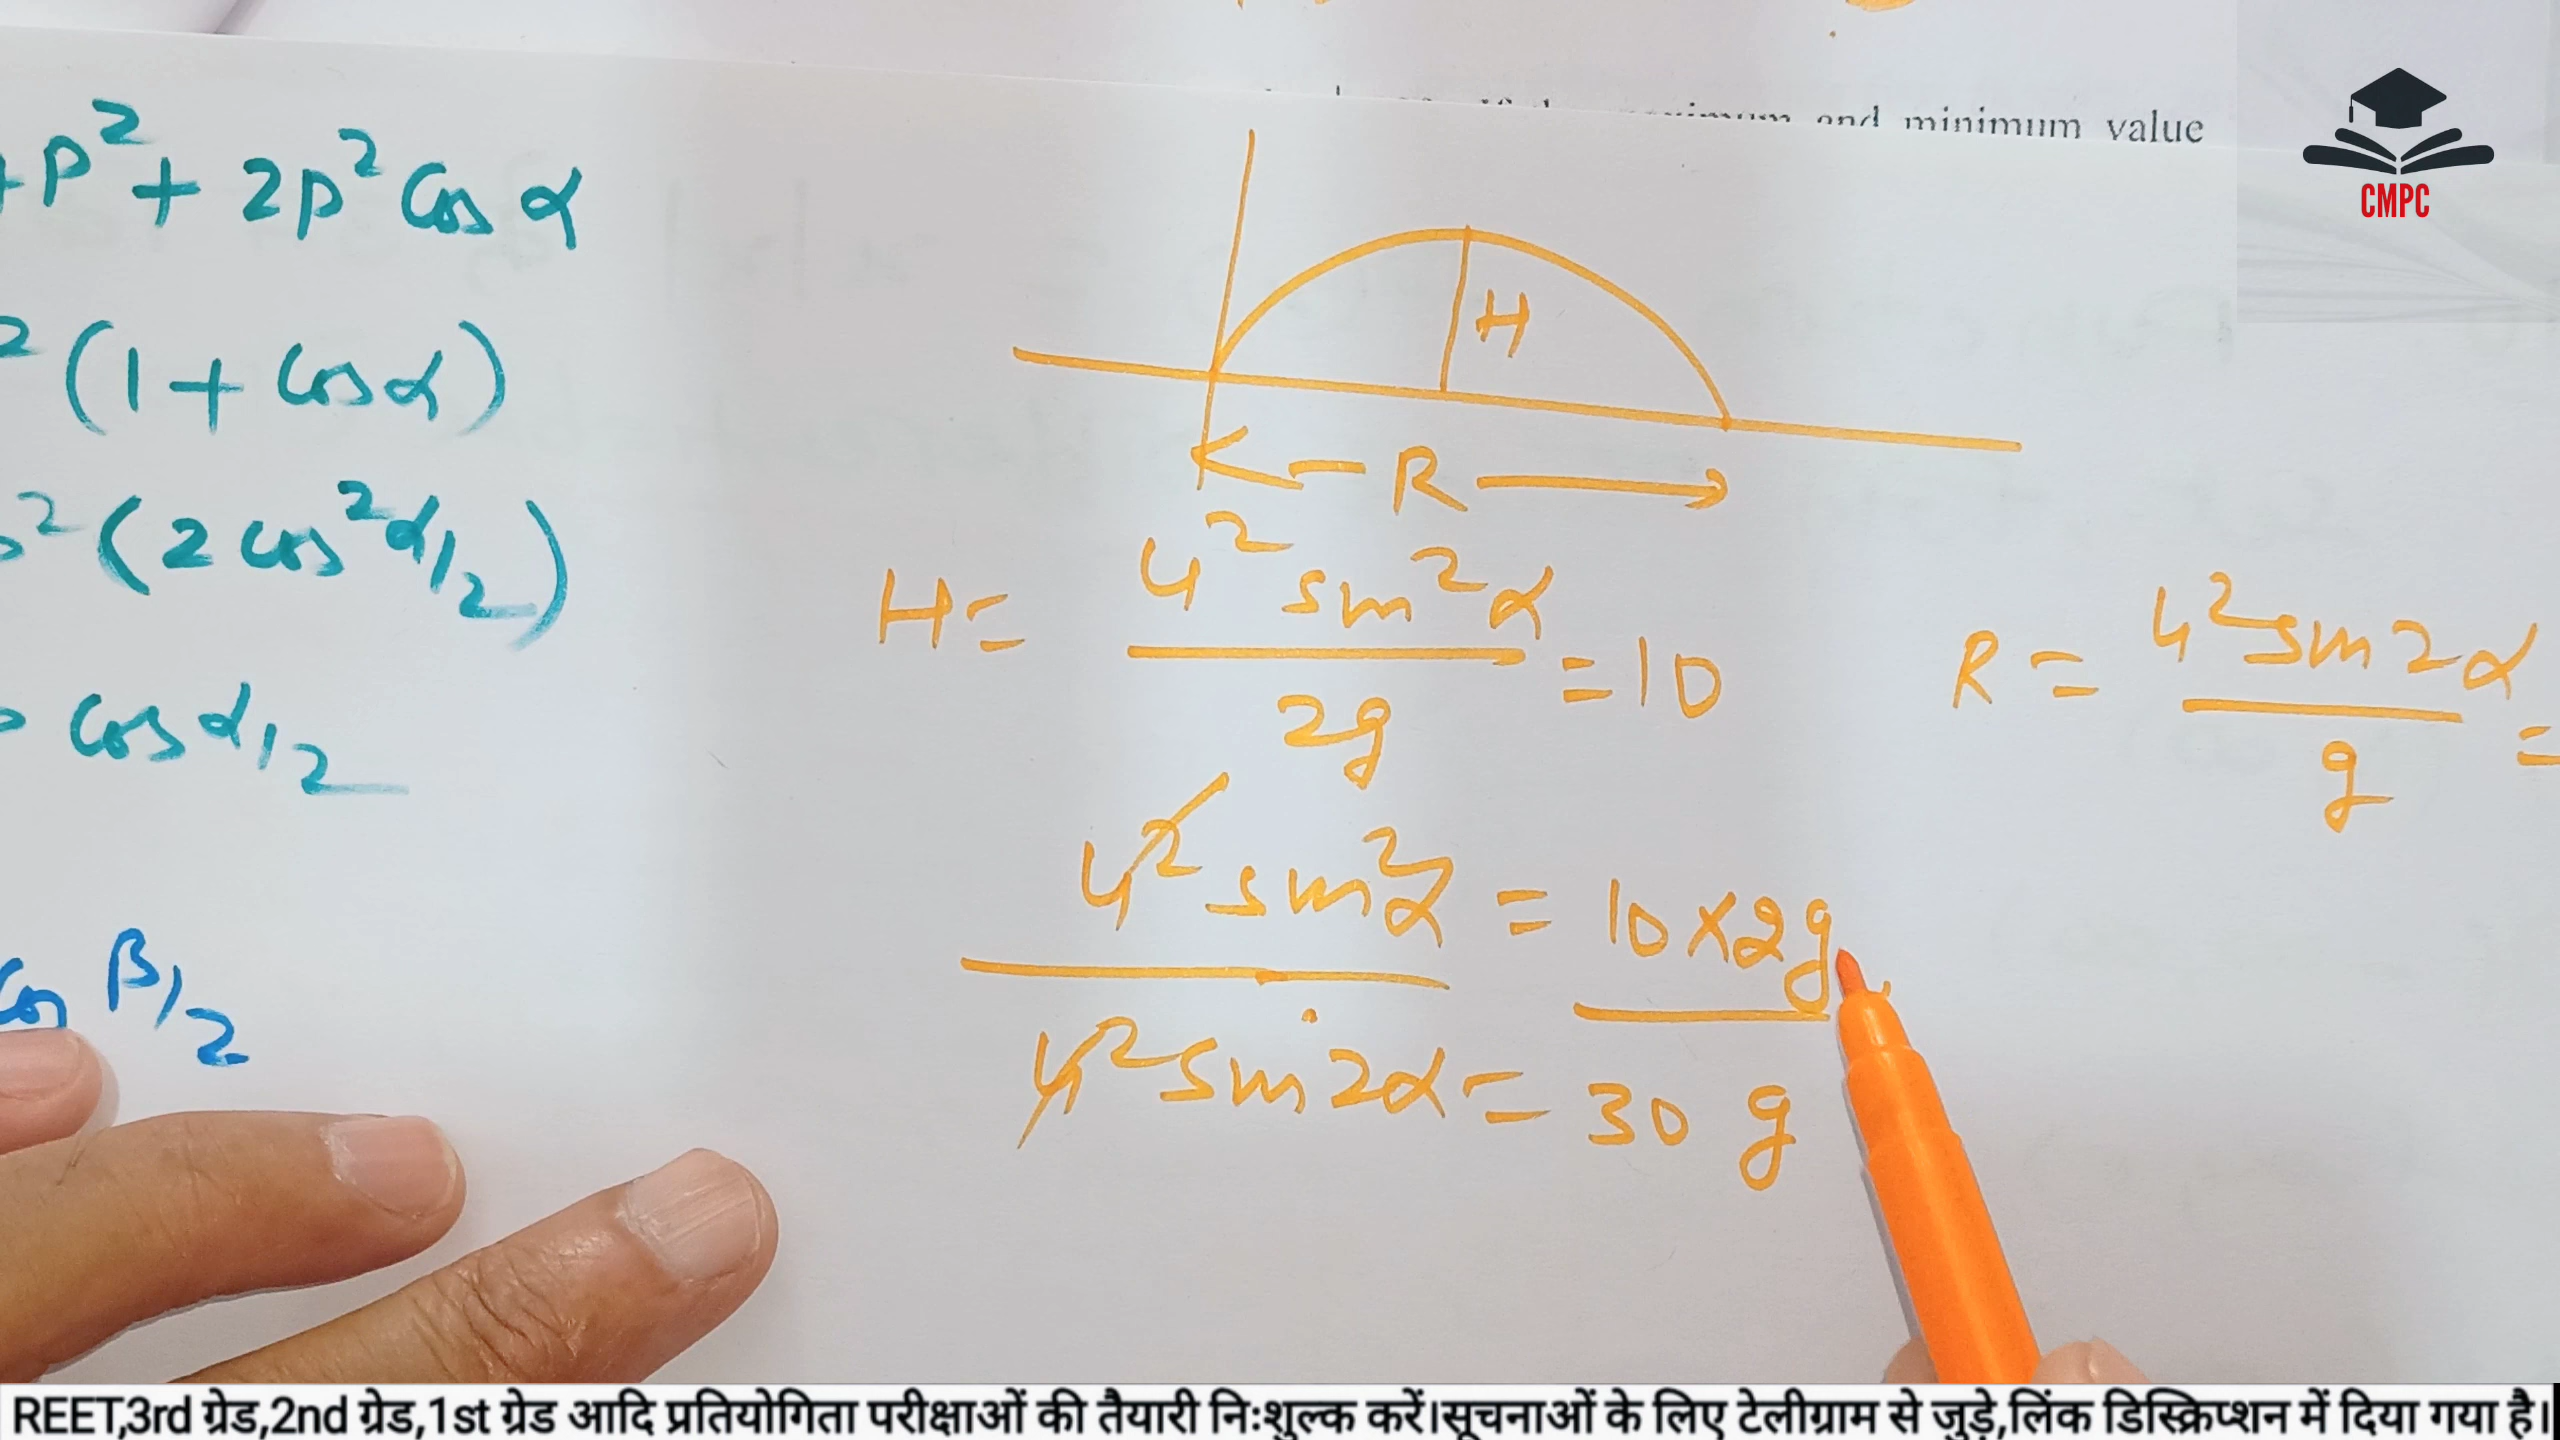 and minimum value
CMPC
+ P² + 2P² Cos α
² (1 + Cos α)
² (2 cos² α/2)
cos α/2
Cos β/2
H
R
H = u² sin² α / 2g = 10
R = u² sin 2α / g =
u² sin² α = 10 × 2g
u² sin 2α = 30 g
REET,3rd ग्रेड,2nd ग्रेड,1st ग्रेड आदि प्रतियोगिता परीक्षाओं की तैयारी निःशुल्क करें।सूचनाओं के लिए टेलीग्राम से जुड़े,लिंक डिस्क्रिप्शन में दिया गया है।